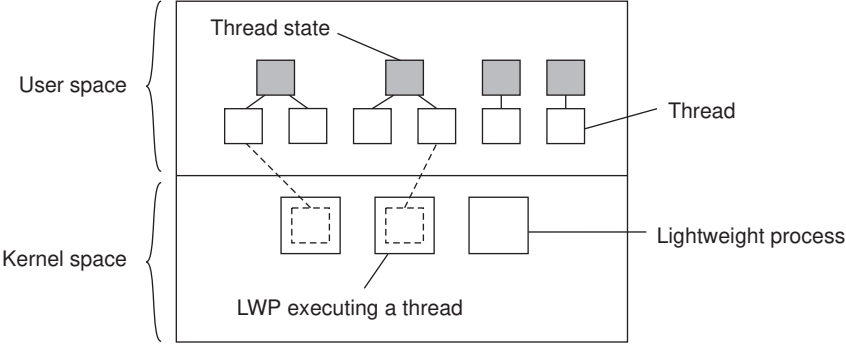 Thread state
User space
Thread
Lightweight process
Kernel space
LWP executing a thread